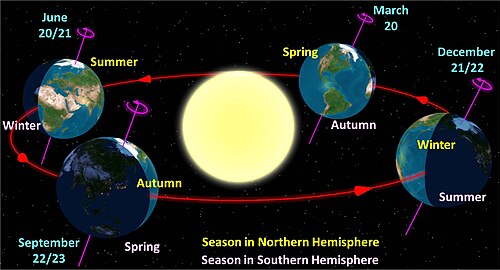 June
20/21
Summer
Winter
March
20
Spring
Autumn
December
21/22
Winter
Summer
Autumn
September
22/23
Spring
Season in Northern Hemisphere
Season in Southern Hemisphere